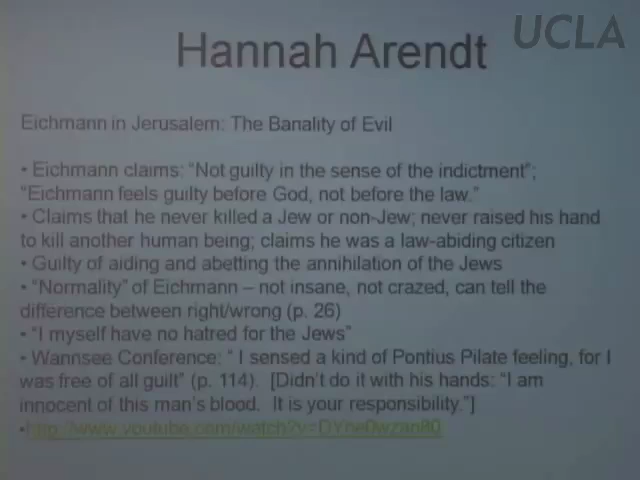 UCLA
Hannah Arendt
Eichmann in Jerusalem: The Banality of Evil
• Eichmann claims: “Not guilty in the sense of the indictment”;
“Eichmann feels guilty before God, not before the law.”
• Claims that he never killed a Jew or non-Jew; never raised his hand
to kill another human being; claims he was a law-abiding citizen
• Guilty of aiding and abetting the annihilation of the Jews
• “Normality” of Eichmann – not insane, not crazed, can tell the
difference between right/wrong (p. 26)
• “I myself have no hatred for the Jews”
• Wannsee Conference: “ I sensed a kind of Pontius Pilate feeling, for I
was free of all guilt” (p. 114). [Didn’t do it with his hands: “I am
innocent of this man’s blood. It is your responsibility.”]